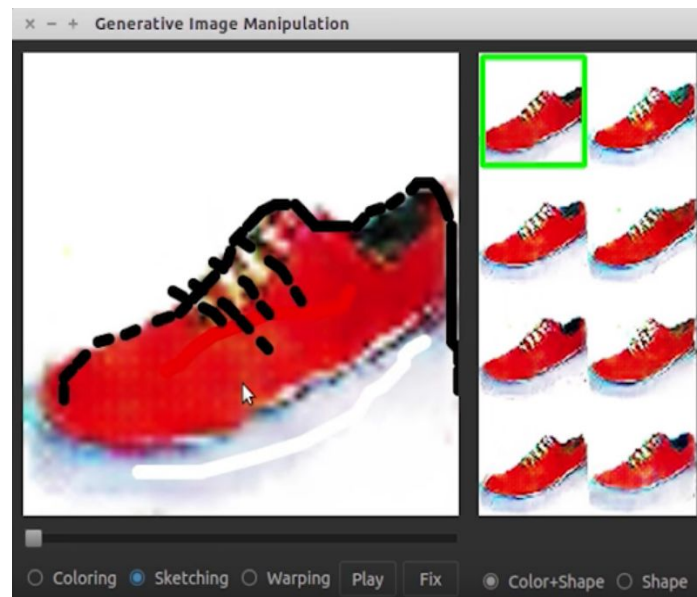 Generative Image Manipulation
Coloring Sketching Warping Play Fix Color+Shape Shape